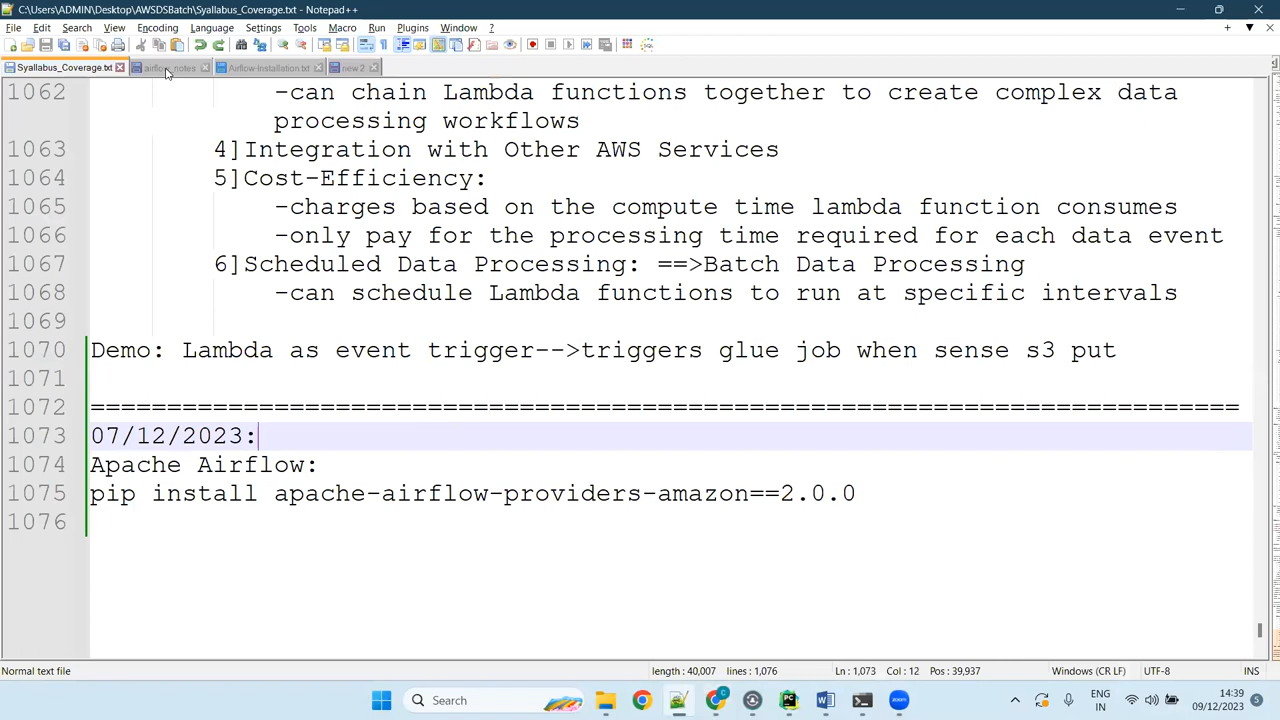 C:\Users\ADMIN\Desktop\AWSDSBatch\Syallabus_Coverage.txt - Notepad++
File Edit Search View Encoding Language Settings Tools Macro Run Plugins Window ?
Syallabus_Coverage.txt airflow_notes Airflow-Installation.txt new 2
1062 -can chain Lambda functions together to create complex data
processing workflows
1063 4]Integration with Other AWS Services
1064 5]Cost-Efficiency:
1065 -charges based on the compute time lambda function consumes
1066 -only pay for the processing time required for each data event
1067 6]Scheduled Data Processing: ==>Batch Data Processing
1068 -can schedule Lambda functions to run at specific intervals
1069
1070 Demo: Lambda as event trigger-->triggers glue job when sense s3 put
1071
1072 ===========================================================================
1073 07/12/2023:
1074 Apache Airflow:
1075 pip install apache-airflow-providers-amazon==2.0.0
1076
Normal text file length : 40,007 lines : 1,076 Ln : 1,073 Col : 12 Pos : 39,937 Windows (CR LF) UTF-8 INS
Search ENG IN 14:39 09/12/2023 5